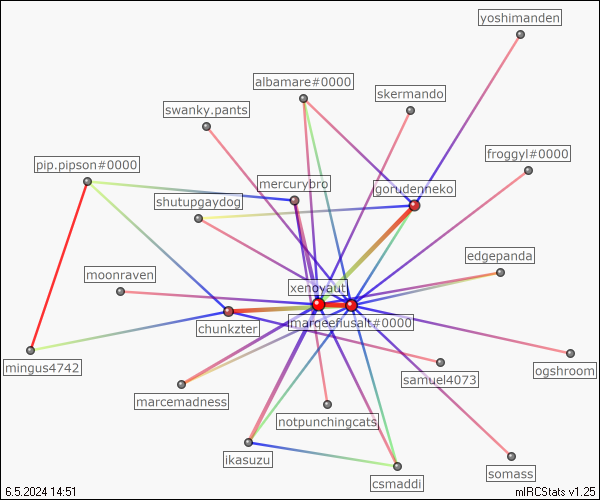 yoshimanden
albamare#0000
skermando
swanky.pants
froggyl#0000
pip.pipson#0000
mercurybro
gorudenneko
shutupgaydog
edgepanda
moonraven
xenoyaut
chunkzter
marqeefiusalt#0000
mingus4742
ogshroom
samuel4073
marcemadness
notpunchingcats
ikasuzu
somass
csmaddi
6.5.2024 14:51
mIRCStats v1.25